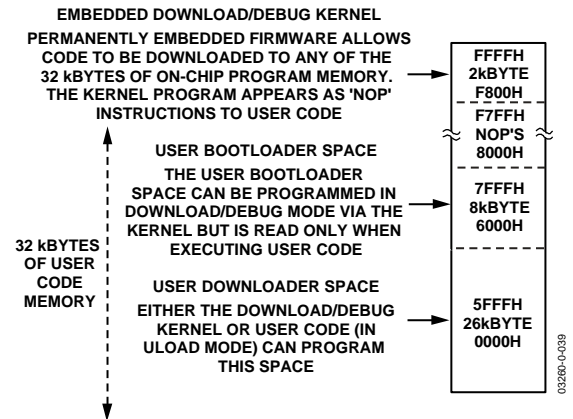 EMBEDDED DOWNLOAD/DEBUG KERNEL
PERMANENTLY EMBEDDED FIRMWARE ALLOWS
CODE TO BE DOWNLOADED TO ANY OF THE
32 kBYTES OF ON-CHIP PROGRAM MEMORY.
THE KERNEL PROGRAM APPEARS AS 'NOP'
INSTRUCTIONS TO USER CODE
FFFFH
2kBYTE
F800H
F7FFH
NOP'S
8000H
USER BOOTLOADER SPACE
THE USER BOOTLOADER
SPACE CAN BE PROGRAMMED IN
DOWNLOAD/DEBUG MODE VIA THE
KERNEL BUT IS READ ONLY WHEN
EXECUTING USER CODE
7FFFH
8kBYTE
6000H
32 kBYTES
OF USER
CODE
MEMORY
USER DOWNLOADER SPACE
EITHER THE DOWNLOAD/DEBUG
KERNEL OR USER CODE (IN
ULOAD MODE) CAN PROGRAM
THIS SPACE
5FFFH
26kBYTE
0000H
03260-0-039